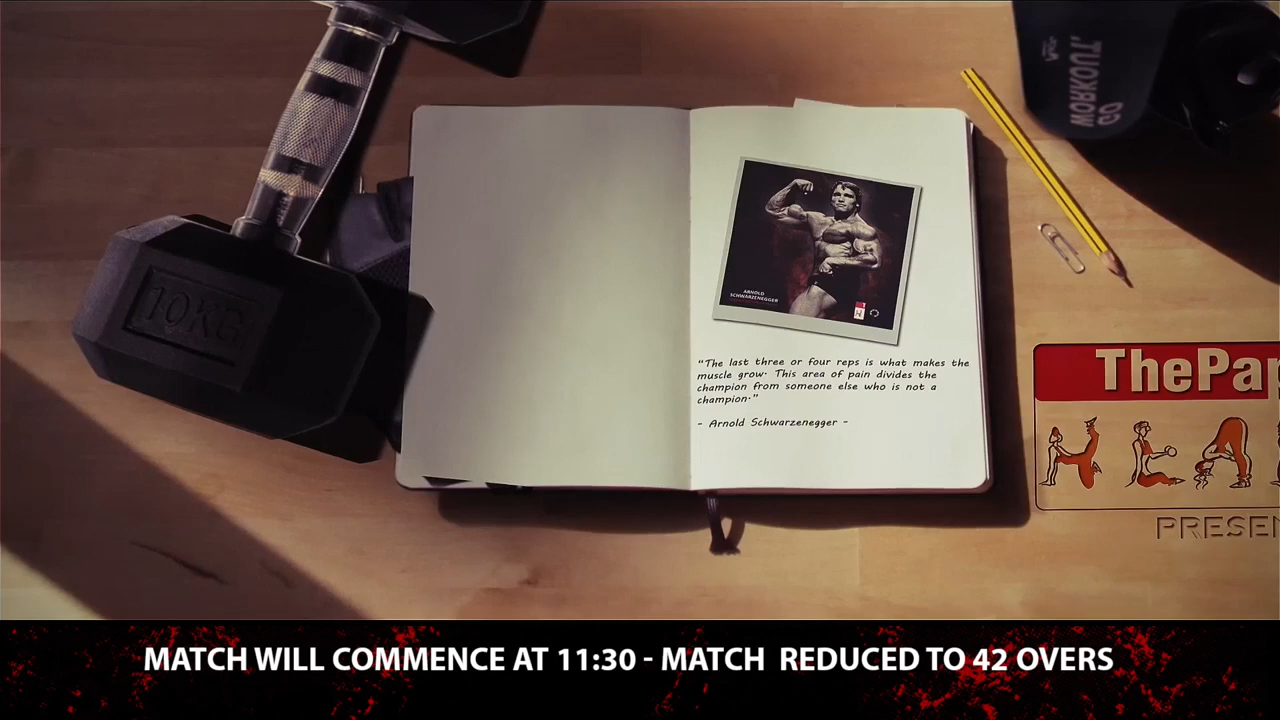 GO
WORKOUT.
10KG
ARNOLD
SCHWARZENEGGER
"The last three or four reps is what makes the
muscle grow. This area of pain divides the
champion from someone else who is not a
champion."
- Arnold Schwarzenegger -
ThePap
PRESEN
MATCH WILL COMMENCE AT 11:30 - MATCH REDUCED TO 42 OVERS